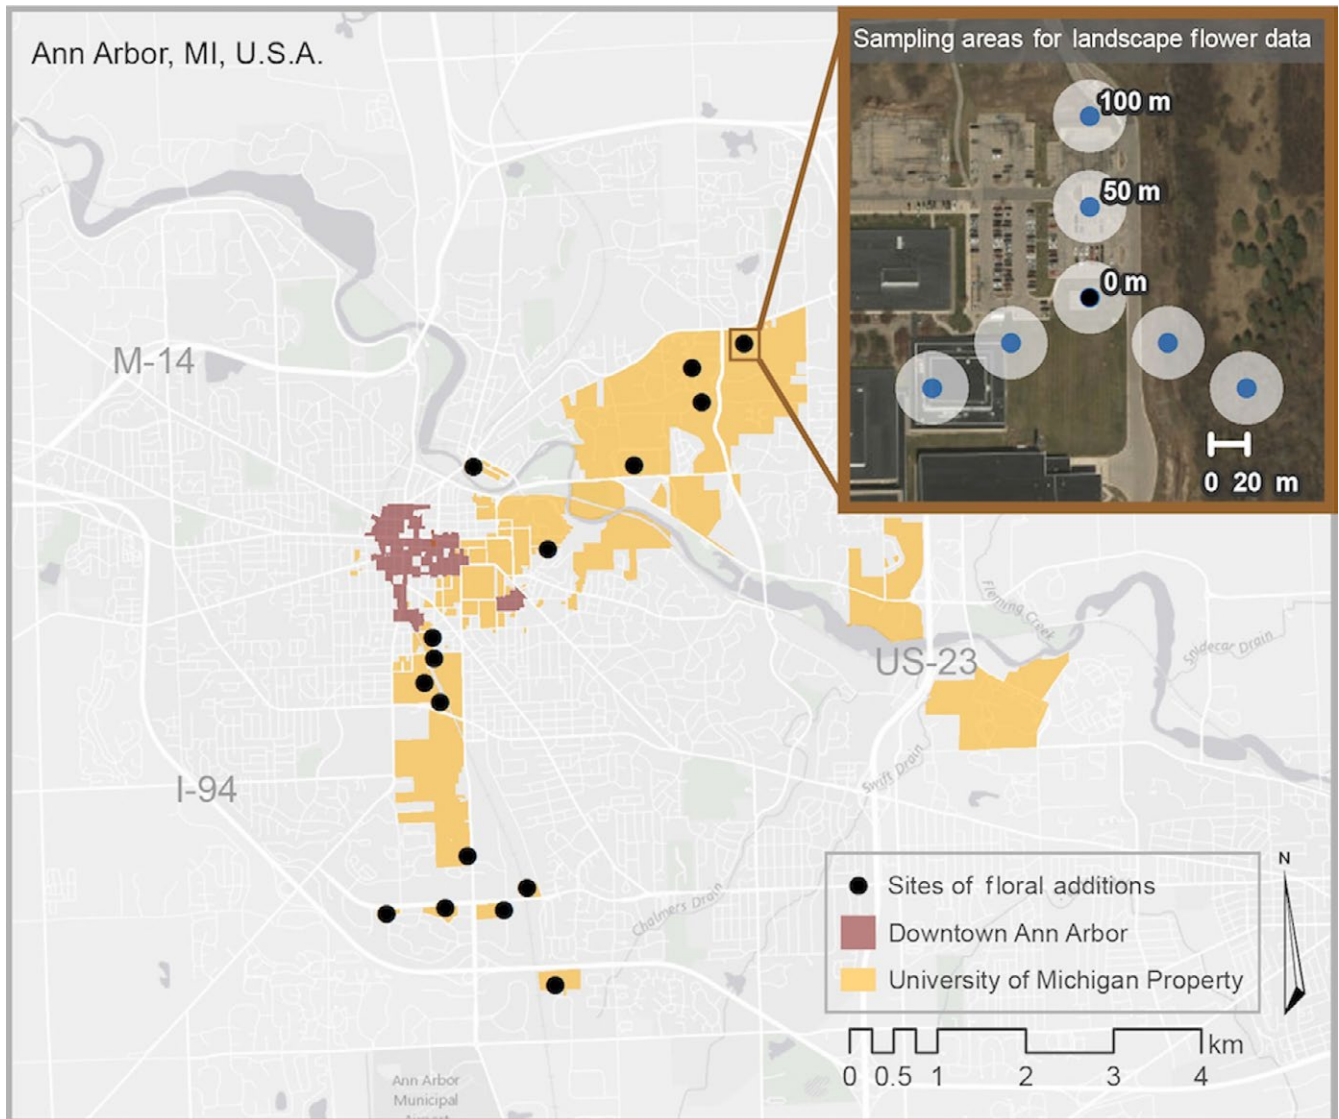 Ann Arbor, MI, U.S.A.
Sampling areas for landscape flower data
100 m
50 m
0 m
0 20 m
M-14
Fleming Creek
Spidecar Drain
US-23
Swift Drain
I-94
Chalmers Drain
Sites of floral additions
Downtown Ann Arbor
University of Michigan Property
N
km
0 0.5 1 2 3 4
Ann Arbor
Municipal
Airport